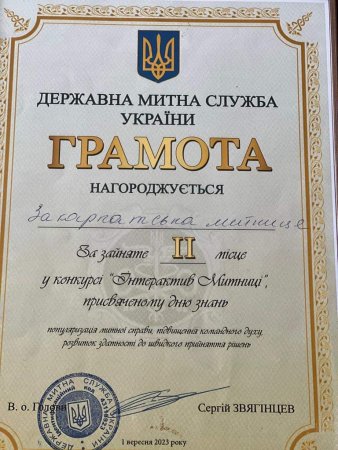 ДЕРЖАВНА МИТНА СЛУЖБА
УКРАЇНИ
ГРАМОТА
НАГОРОДЖУЄТЬСЯ
Закарпатська митниця
За зайняте II місце
у конкурсі "Інтерактив Митниці",
присвяченому дню знань
популяризація митної справи, підвищення командного духу,
розвиток здатності до швидкого прийняття рішень
В. о. Голови
Сергій ЗВЯГІНЦЕВ
1 вересня 2023 року